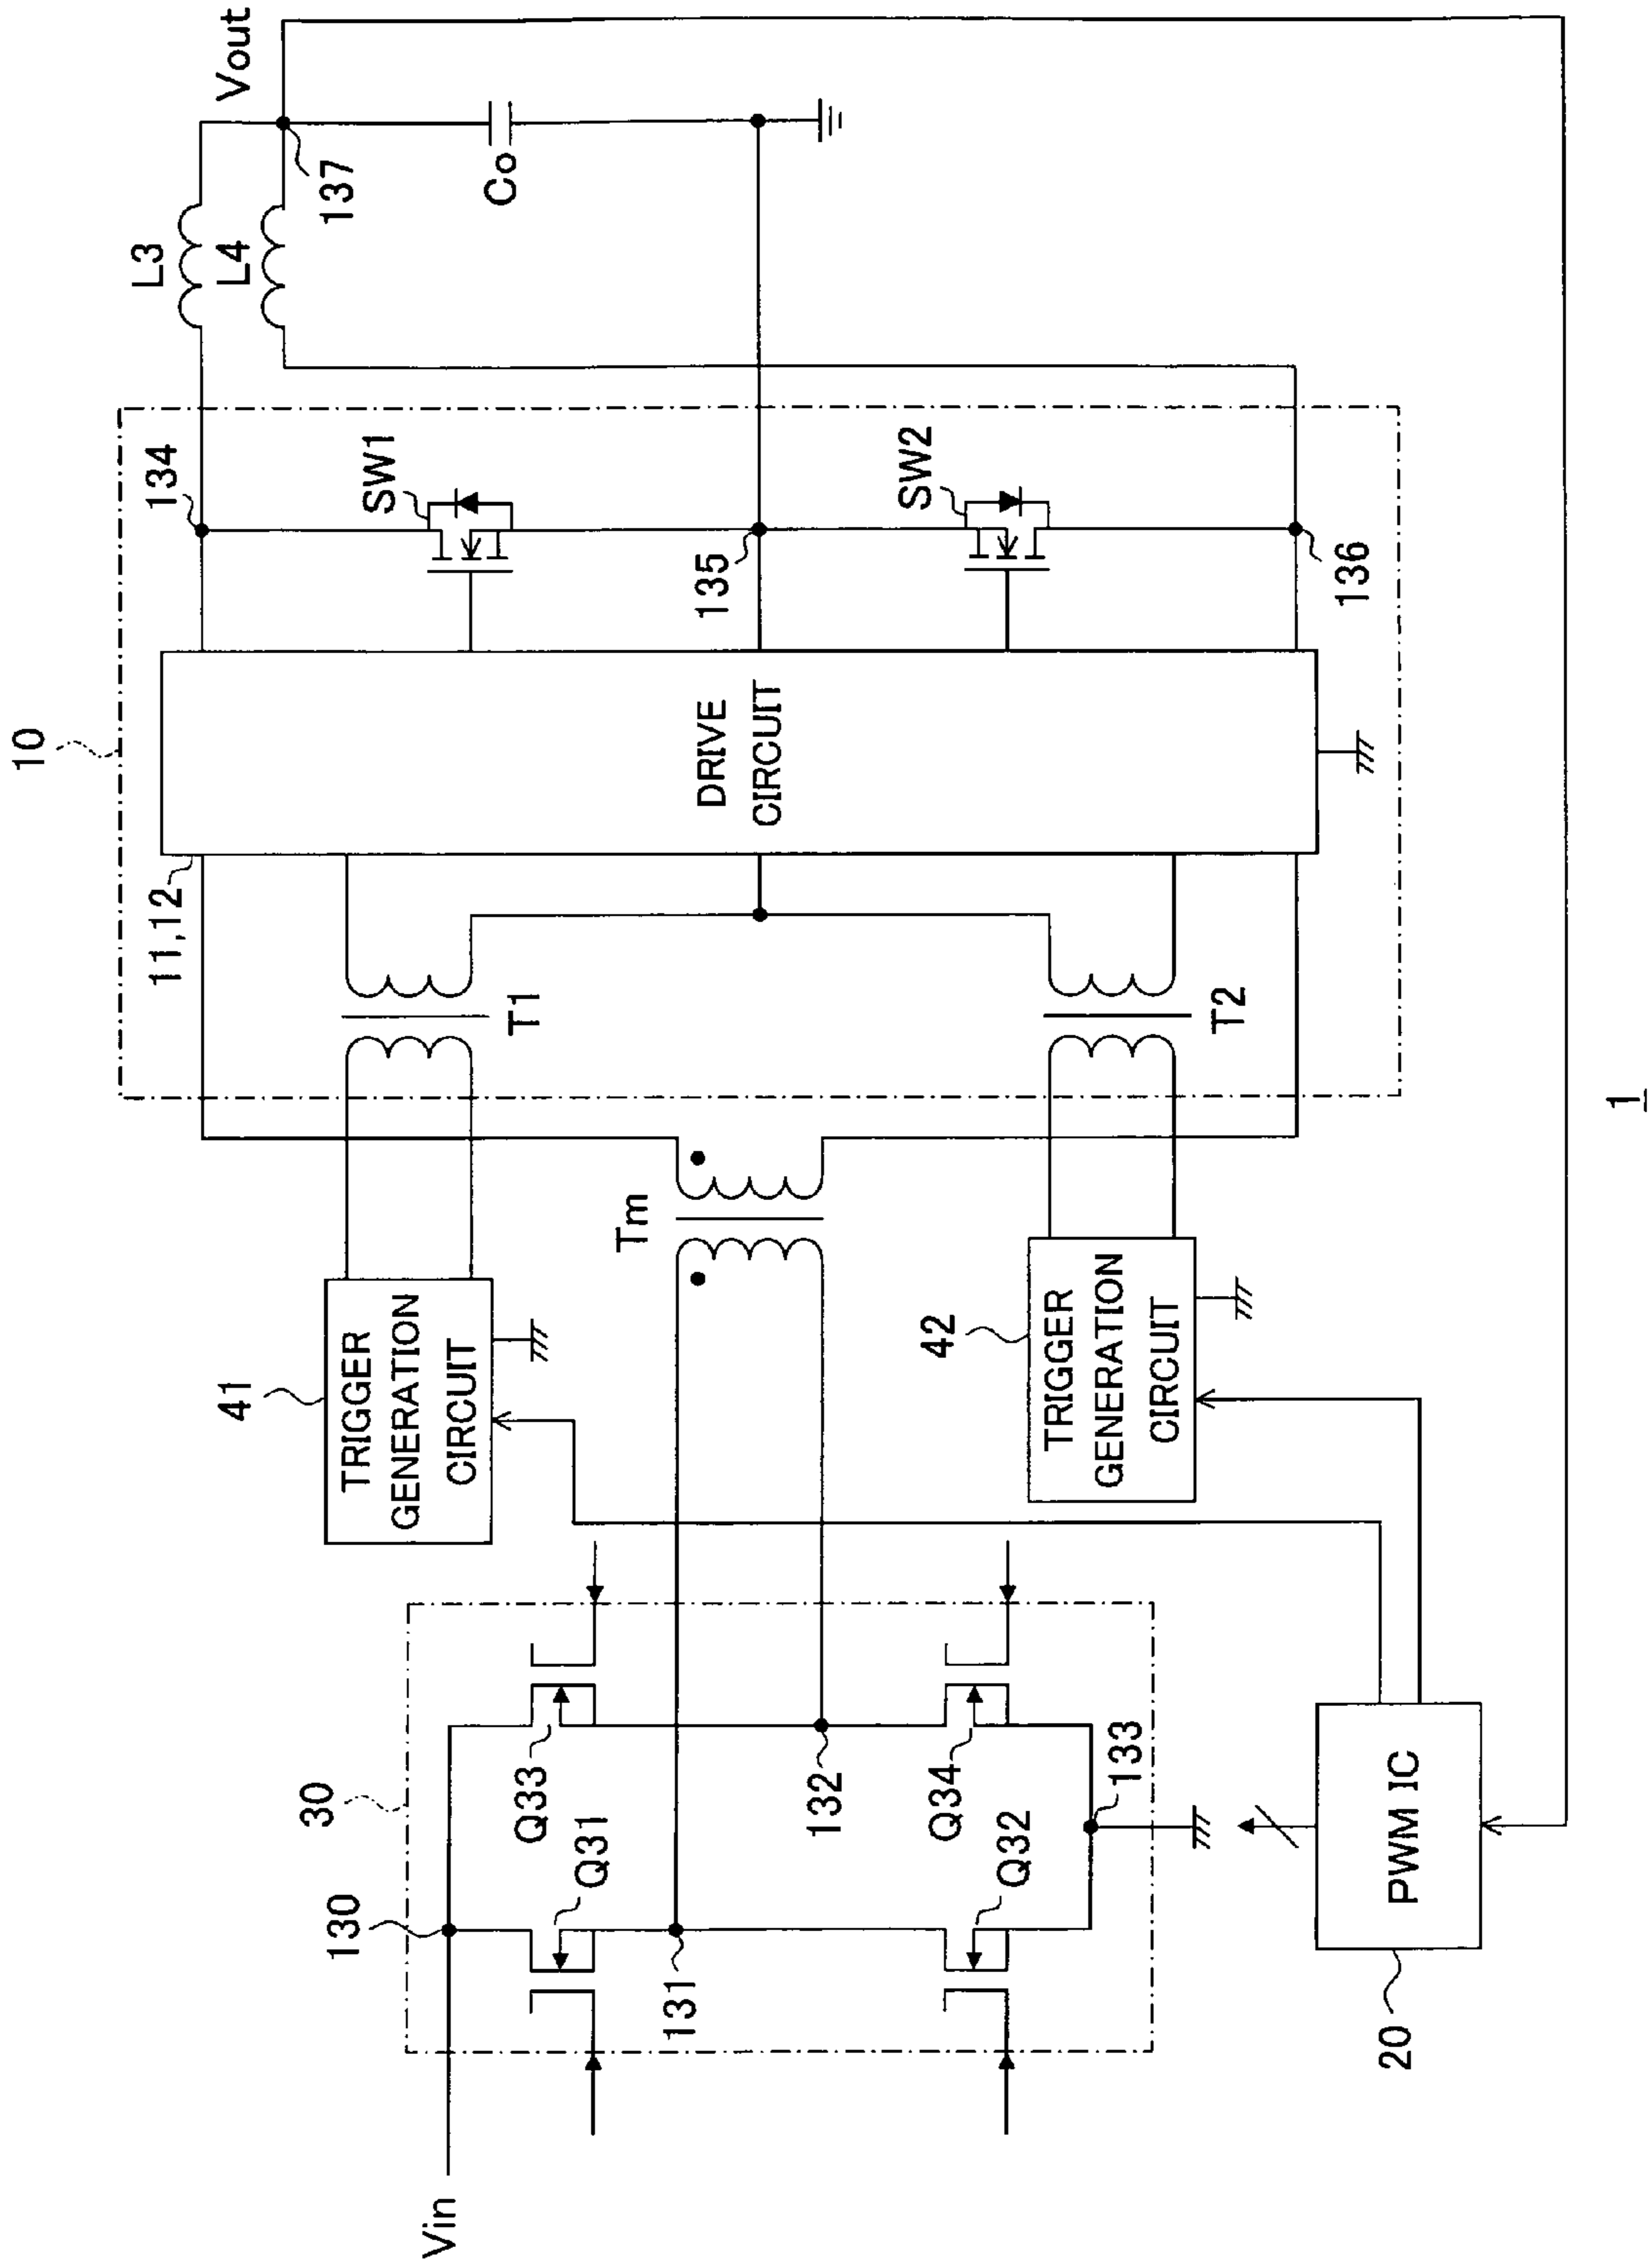 10
134
L3
L4
Vout
137
11,12
SW1
Co
41
TRIGGER
GENERATION
CIRCUIT
T1
DRIVE
CIRCUIT
135
SW2
136
30
130
Q33
Q31
131
132
Tm
Q34
Q32
133
42
TRIGGER
GENERATION
CIRCUIT
T2
Vin
20
PWM IC
1